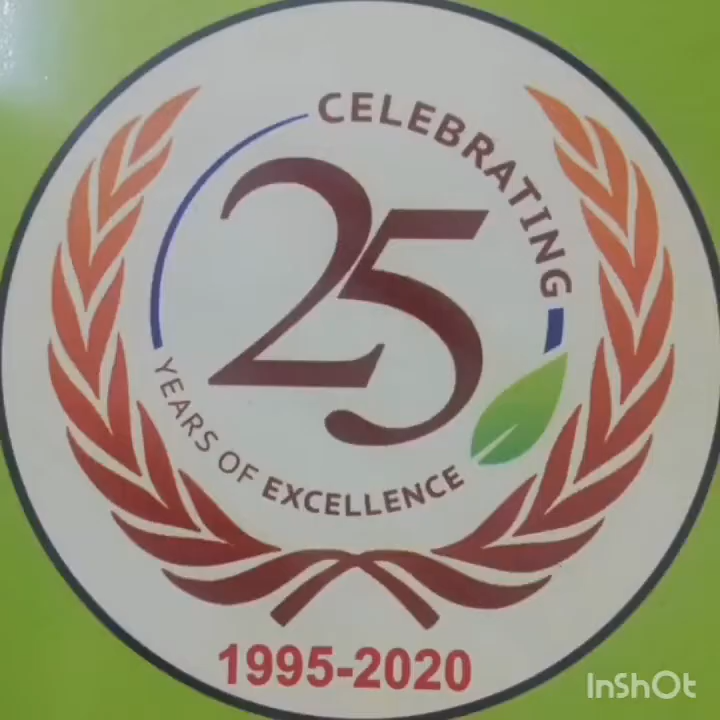 CELEBRATING
25
YEARS OF EXCELLENCE
1995-2020
InShOt